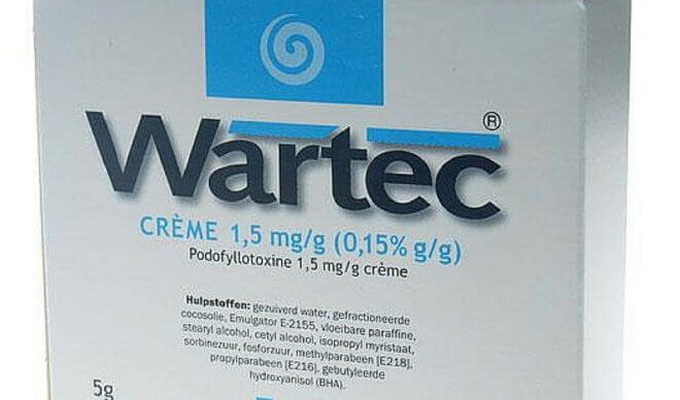 Wartec®
CRÈME 1,5 mg/g (0,15% g/g)
Podofyllotoxine 1,5 mg/g crème
Hulpstoffen: gezuiverd water, gefractioneerde
cocosolie, Emulgator E-2155, vloeibare paraffine,
stearyl alcohol, cetyl alcohol, isopropyl myristaat,
sorbinezuur, fosforzuur, methylparabeen [E218],
propylparabeen [E216], gebutyleerde
hydroxyanisol (BHA).
5g